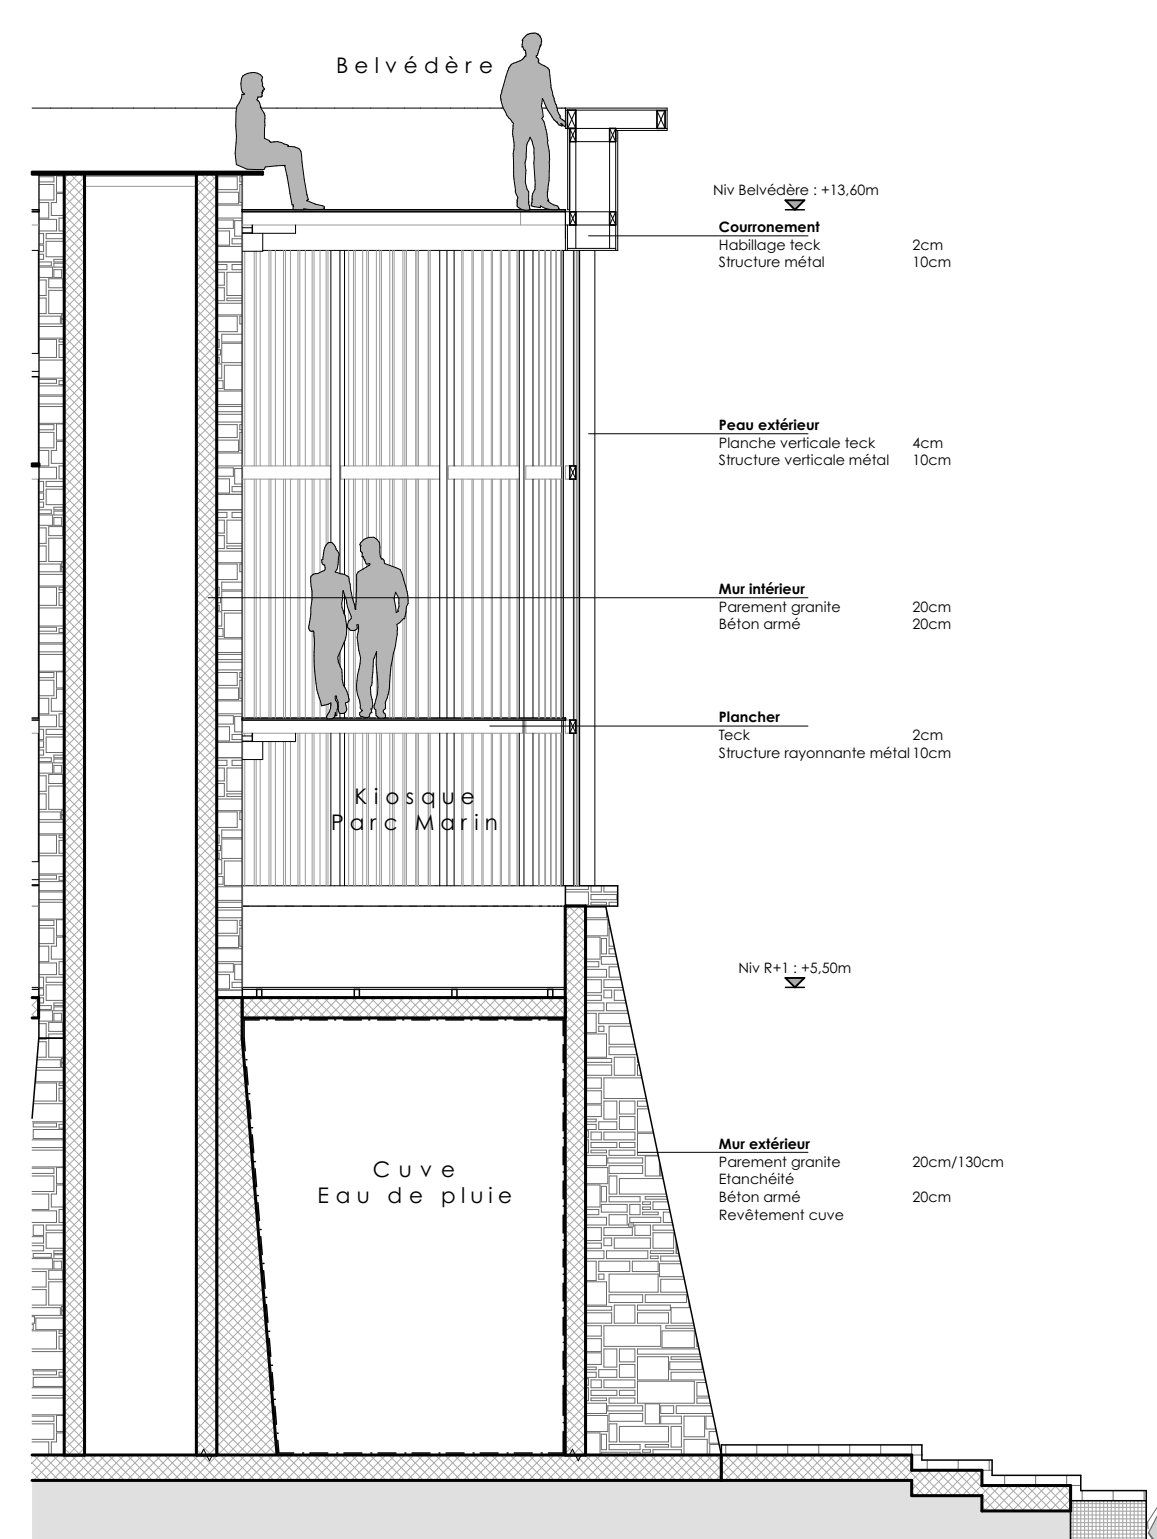 Belvédère
Niv Belvédère : +13,60m
Courronement
Habillage teck 2cm
Structure métal 10cm
Peau extérieur
Planche verticale teck 4cm
Structure verticale métal 10cm
Mur intérieur
Parement granite 20cm
Béton armé 20cm
Plancher
Teck 2cm
Structure rayonnante métal 10cm
Kiosque
Parc Marin
Niv R+1 : +5,50m
Mur extérieur
Parement granite 20cm/130cm
Etanchéité
Béton armé 20cm
Revêtement cuve
Cuve
Eau de pluie